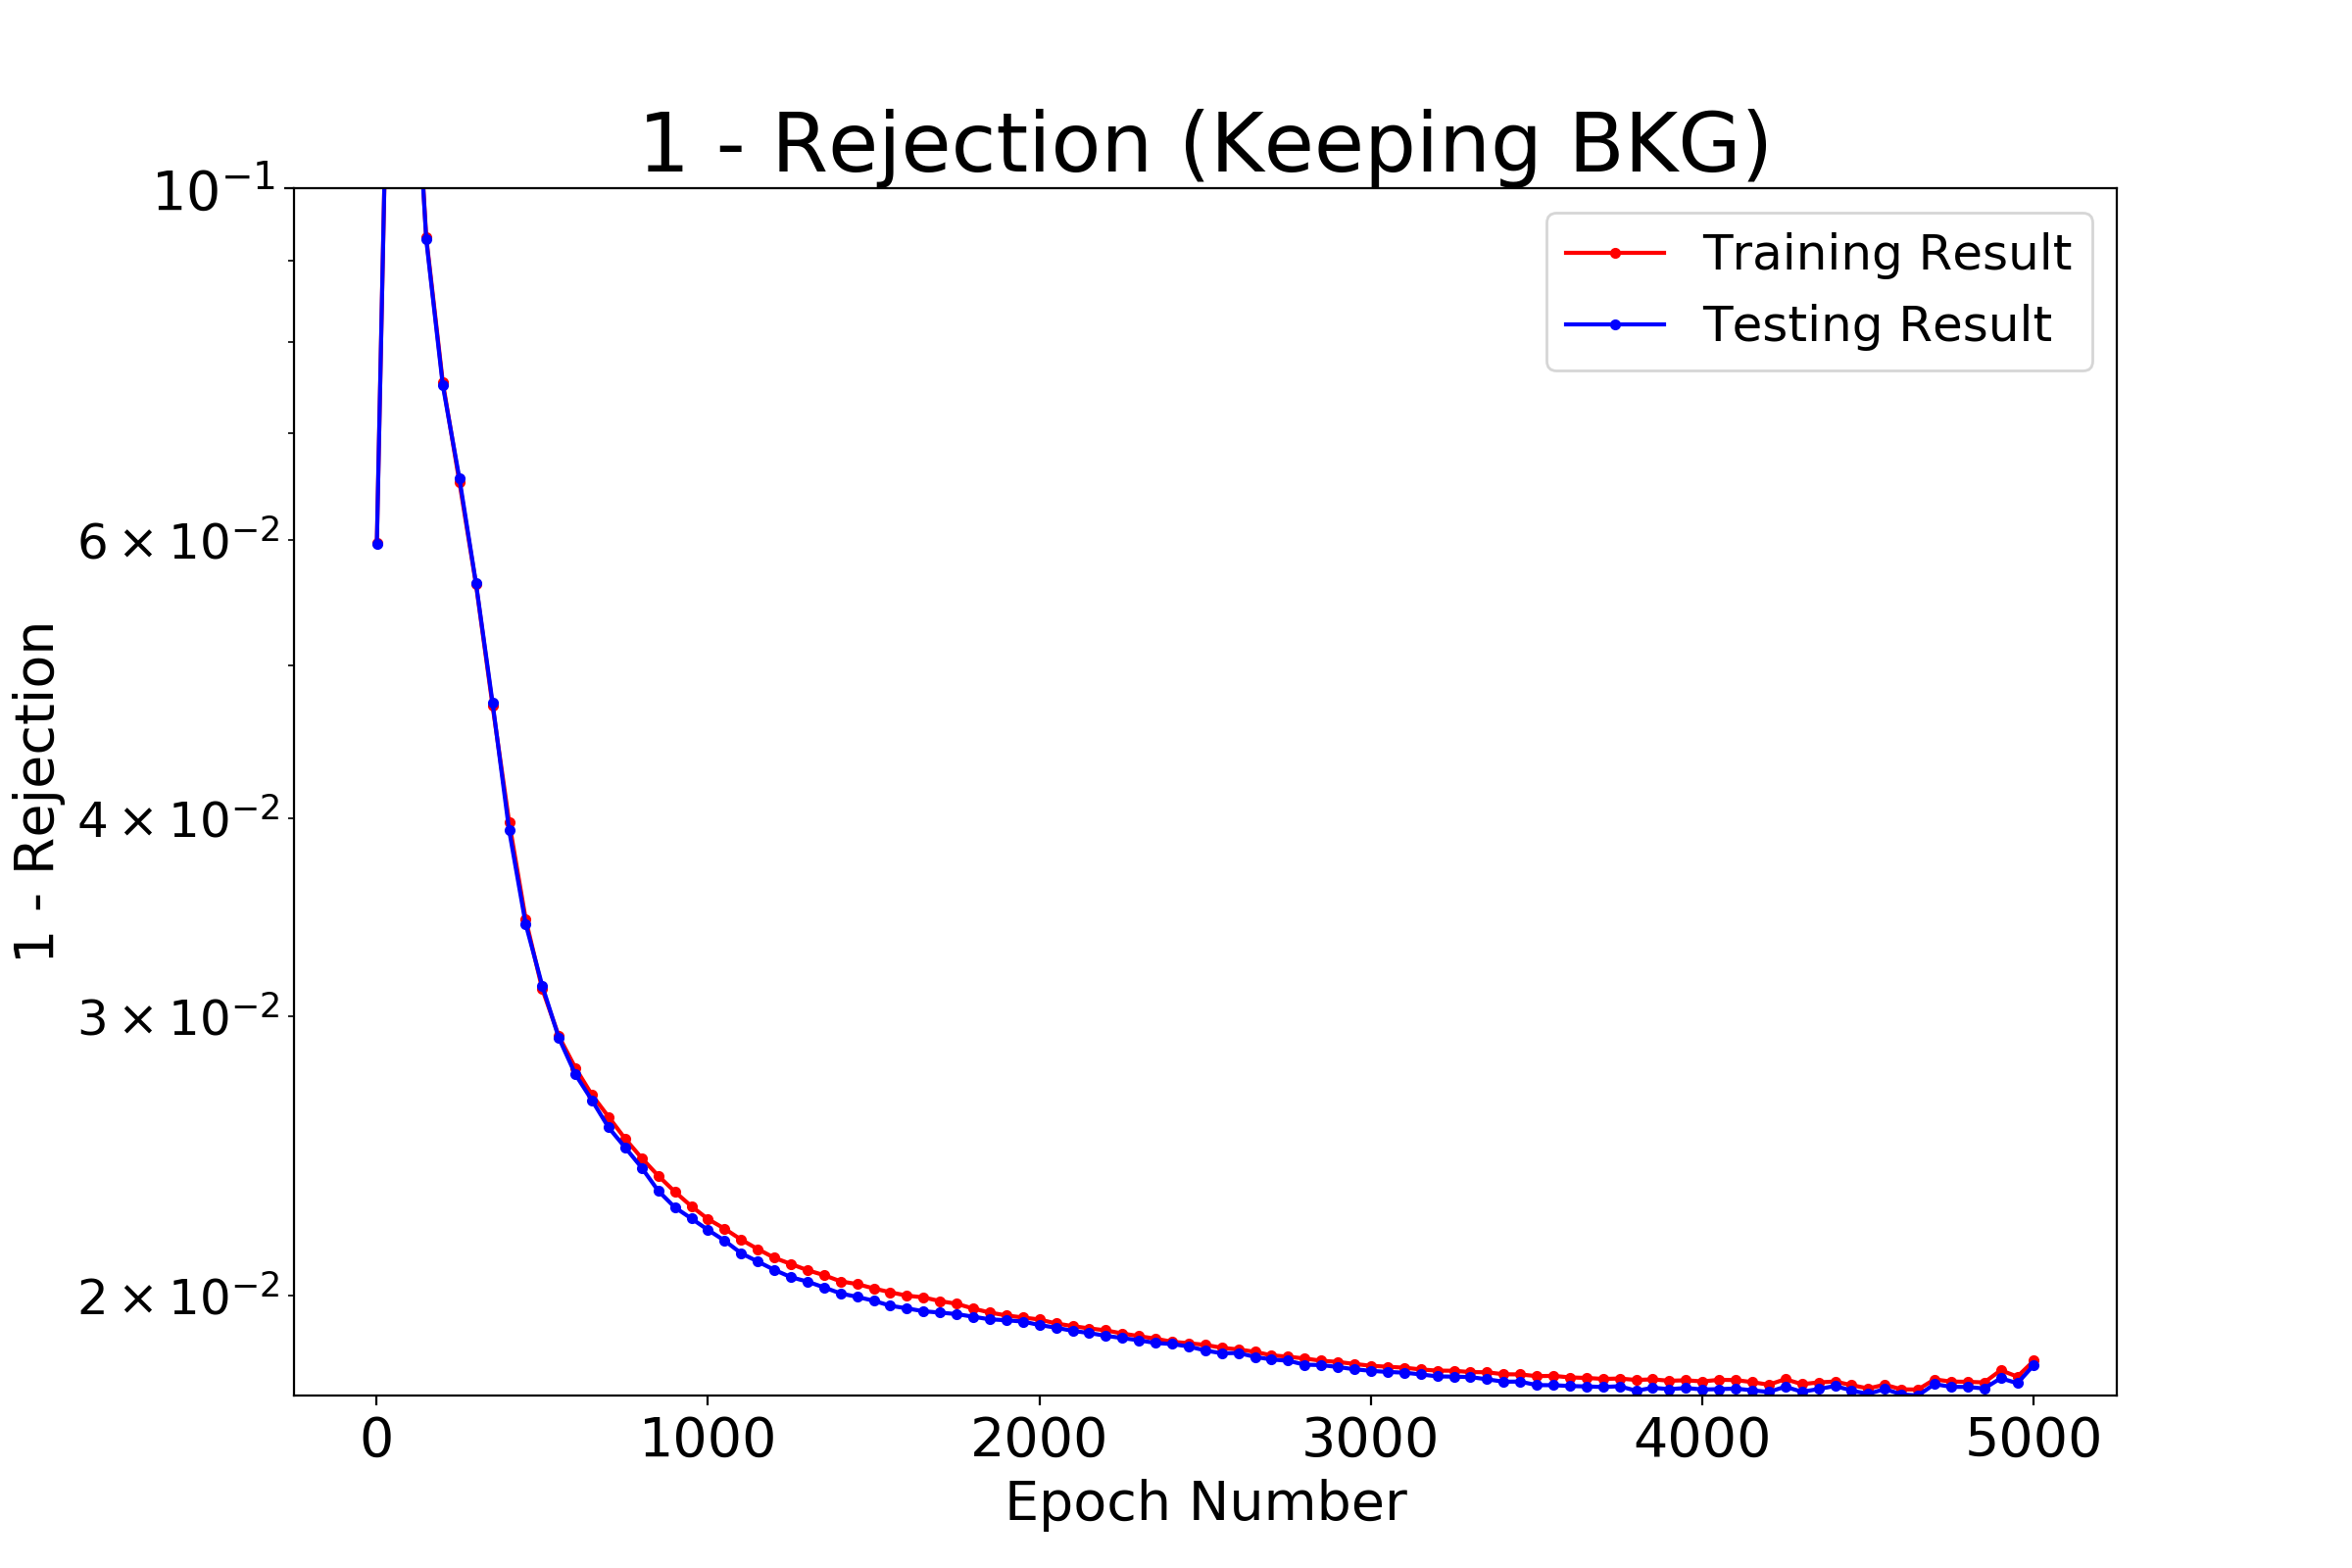 1 - Rejection (Keeping BKG)
10⁻¹
Training Result
Testing Result
6 × 10⁻²
4 × 10⁻²
3 × 10⁻²
2 × 10⁻²
1 - Rejection
0 1000 2000 3000 4000 5000
Epoch Number